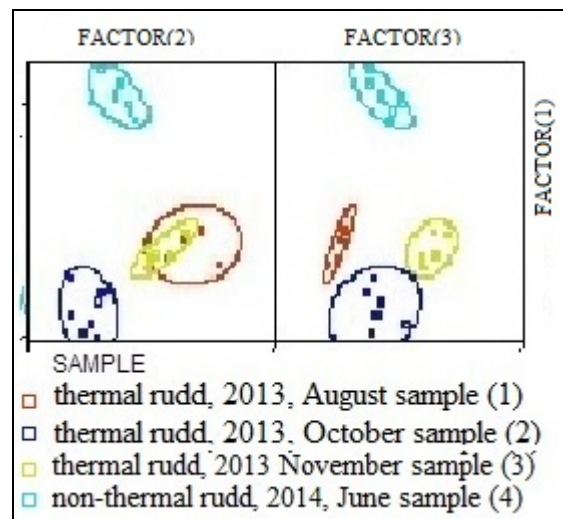 FACTOR(2) FACTOR(3)
FACTOR(1)
SAMPLE
thermal rudd, 2013, August sample (1)
thermal rudd, 2013, October sample (2)
thermal rudd, 2013 November sample (3)
non-thermal rudd, 2014, June sample (4)